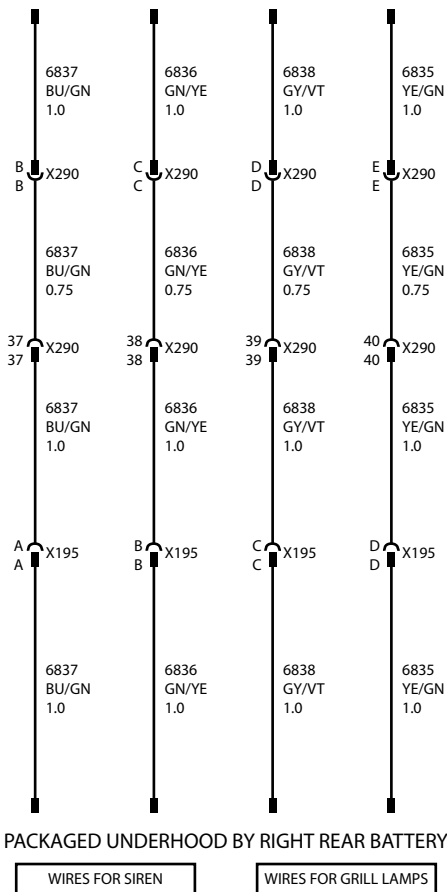 6837 6836 6838 6835
BU/GN GN/YE GY/VT YE/GN
1.0 1.0 1.0 1.0
B C D E
X290 X290 X290 X290
B C D E
6837 6836 6838 6835
BU/GN GN/YE GY/VT YE/GN
0.75 0.75 0.75 0.75
37 38 39 40
X290 X290 X290 X290
37 38 39 40
6837 6836 6838 6835
BU/GN GN/YE GY/VT YE/GN
1.0 1.0 1.0 1.0
A B C D
X195 X195 X195 X195
A B C D
6837 6836 6838 6835
BU/GN GN/YE GY/VT YE/GN
1.0 1.0 1.0 1.0
PACKAGED UNDERHOOD BY RIGHT REAR BATTERY
WIRES FOR SIREN WIRES FOR GRILL LAMPS